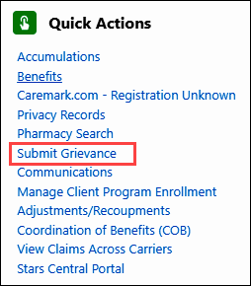 Quick Actions
Accumulations
Benefits
Caremark.com - Registration Unknown
Privacy Records
Pharmacy Search
Submit Grievance
Communications
Manage Client Program Enrollment
Adjustments/Recoupments
Coordination of Benefits (COB)
View Claims Across Carriers
Stars Central Portal